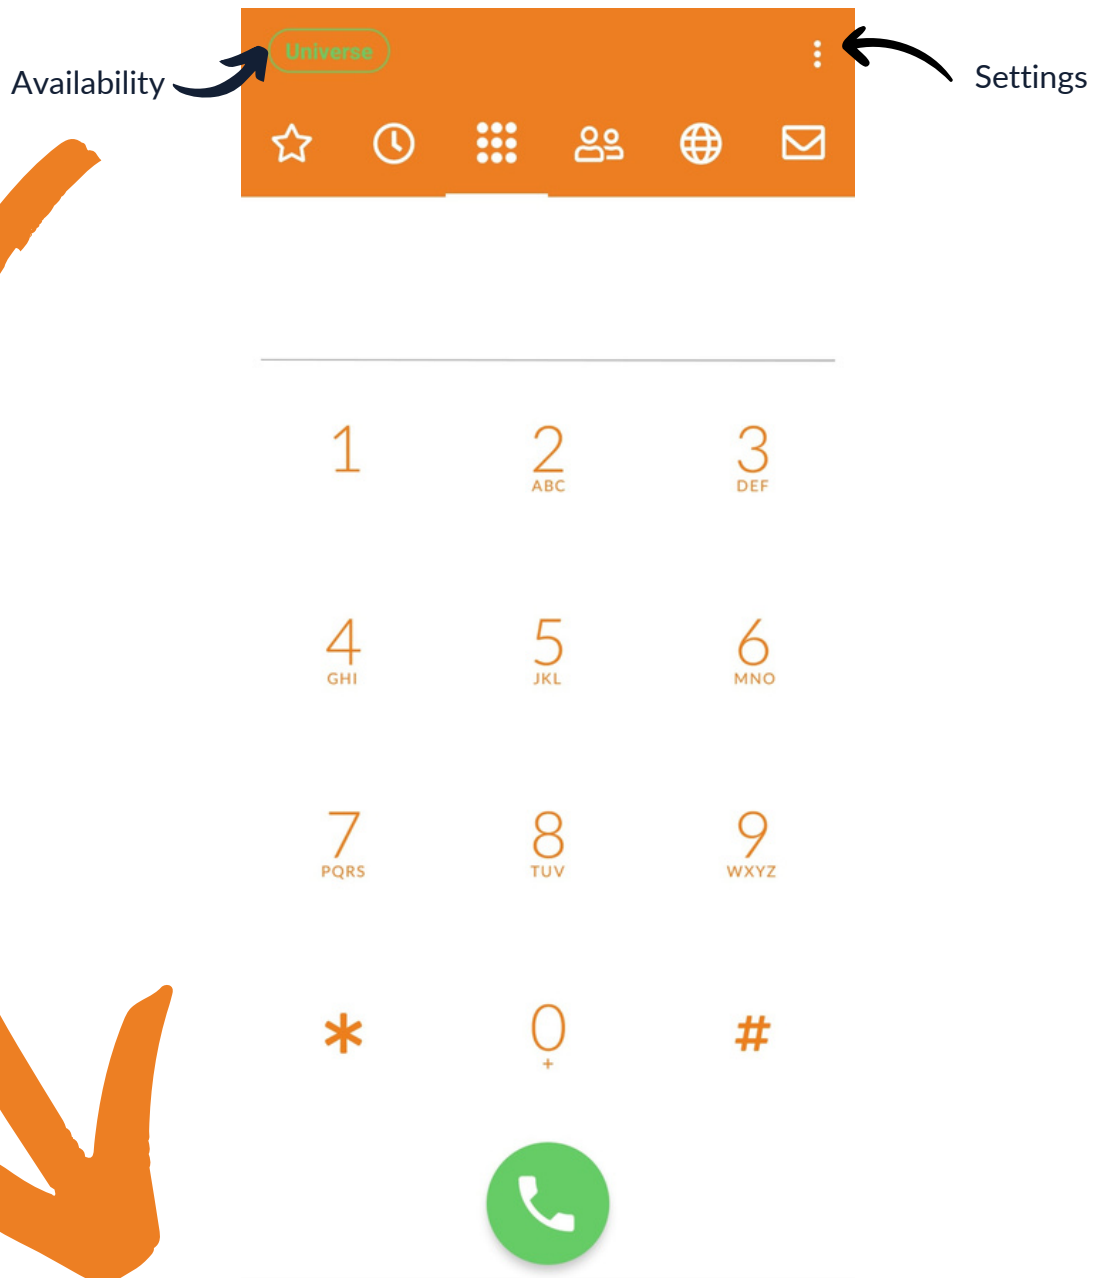 Universe
Availability
Settings
1
2
ABC
3
DEF
4
GHI
5
JKL
6
MNO
7
PQRS
8
TUV
9
WXYZ
*
0
+
#